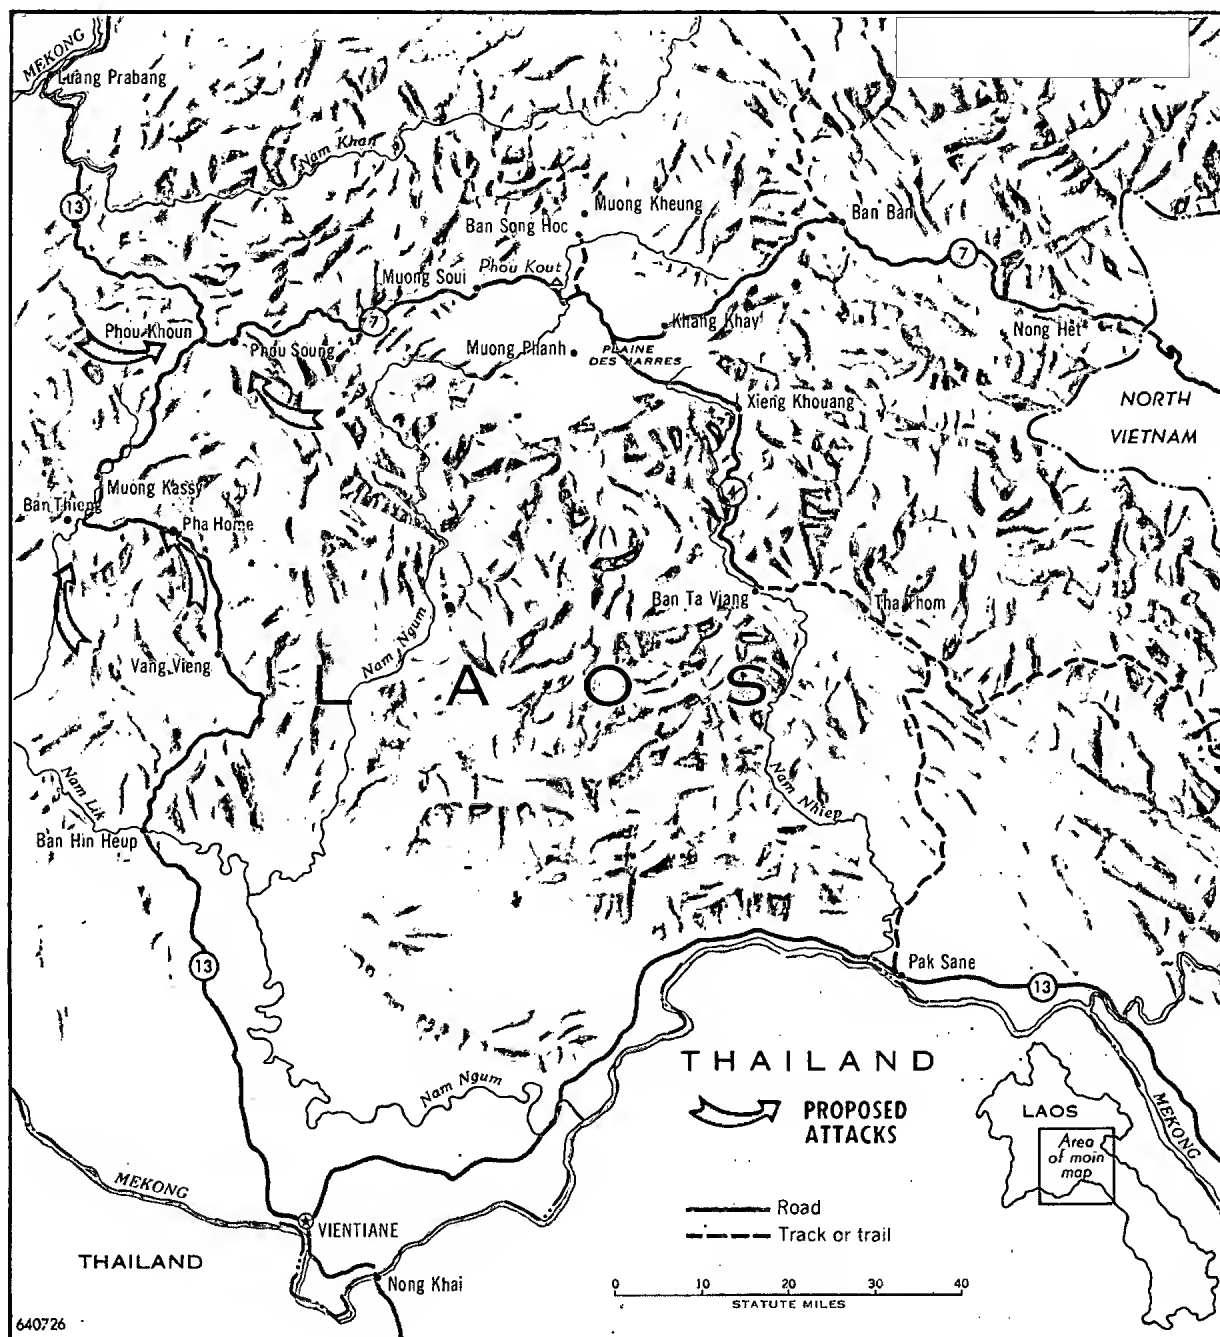 MEKONG
Luang Prabang
Nam Khan
13
Muong Kheung
Ban Ban
Ban Song Hoc
7
Phou Kout
Muong Soui
Phou Khoun
7
Khang Khay
Nong Het
Phou Soung
Muong Phanh
PLAINE
DES JARRES
Xieng Khouang
NORTH
VIETNAM
Muong Kassy
4
Ban Thieng
Pha Home
Ban Ta Viang
Tha Thom
Nam Ngum
Vang Vieng
LAOS
Nam Lik
Nam Nhiep
Ban Hin Heup
13
Pak Sane
13
THAILAND
Nam Ngum
PROPOSED
ATTACKS
LAOS
MEKONG
Area
of main
map
MEKONG
Road
VIENTIANE
Track or trail
THAILAND
Nong Khai
0 10 20 30 40
STATUTE MILES
640726